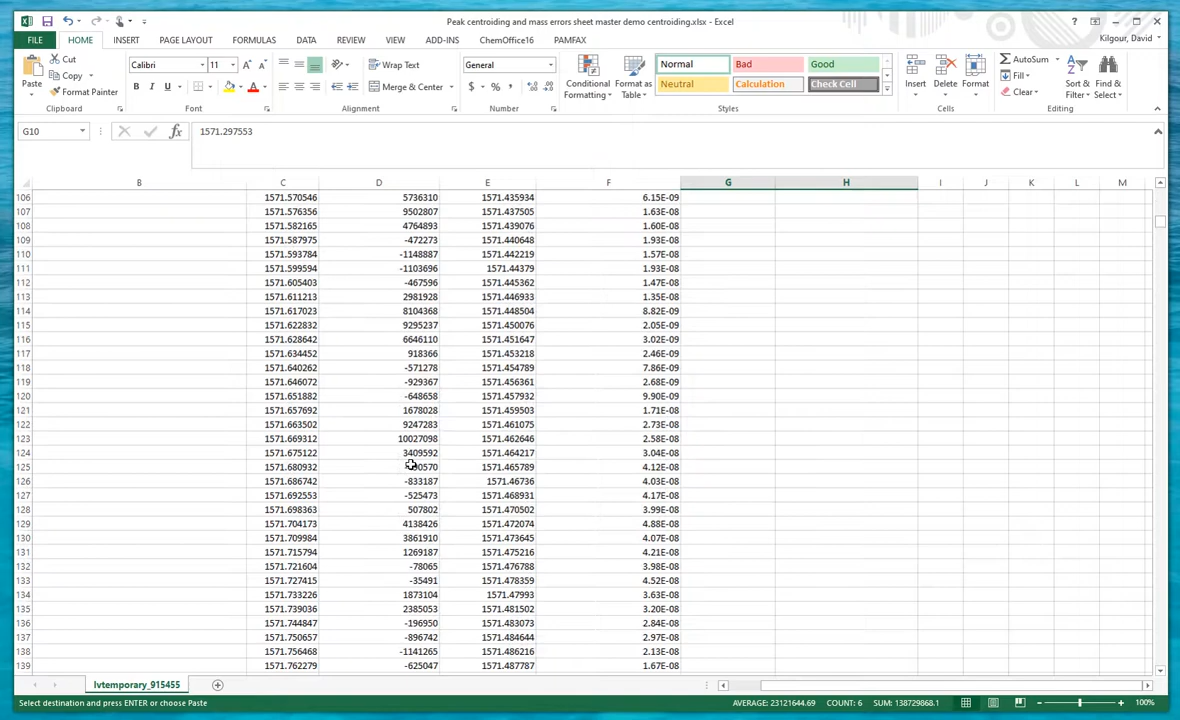 Peak centroiding and mass errors sheet master demo centroiding.xlsx - Excel
FILE HOME INSERT PAGE LAYOUT FORMULAS DATA REVIEW VIEW ADD-INS ChemOffice16 PAMFAX Kilgour, David
Paste Cut Copy Format Painter Clipboard
Calibri 11 B I U Font
Wrap Text Merge & Center Alignment
General $ % , Number
Conditional Formatting Format as Table Normal Bad Good Neutral Calculation Check Cell Styles
Insert Delete Format Cells
AutoSum Fill Clear Sort & Filter Find & Select Editing
G10 fx 1571.297553
B C D E F G H I J K L M
106 1571.570546 5736310 1571.435934 6.15E-09
107 1571.576356 9502807 1571.437505 1.63E-08
108 1571.582165 4764893 1571.439076 1.60E-08
109 1571.587975 -472273 1571.440648 1.93E-08
110 1571.593784 -1148887 1571.442219 1.57E-08
111 1571.599594 -1103696 1571.44379 1.93E-08
112 1571.605403 -467596 1571.445362 1.47E-08
113 1571.611213 2981928 1571.446933 1.35E-08
114 1571.617023 8104368 1571.448504 8.82E-09
115 1571.622832 9295237 1571.450076 2.05E-09
116 1571.628642 6646110 1571.451647 3.02E-09
117 1571.634452 918366 1571.453218 2.46E-09
118 1571.640262 -571278 1571.454789 7.86E-09
119 1571.646072 -929367 1571.456361 2.68E-09
120 1571.651882 -648658 1571.457932 9.90E-09
121 1571.657692 1678028 1571.459503 1.71E-08
122 1571.663502 9247283 1571.461075 2.73E-08
123 1571.669312 10027098 1571.462646 2.58E-08
124 1571.675122 3409592 1571.464217 3.04E-08
125 1571.680932 1571.465789 4.12E-08
126 1571.686742 -833187 1571.46736 4.03E-08
127 1571.692553 -525473 1571.468931 4.17E-08
128 1571.698363 507802 1571.470502 3.99E-08
129 1571.704173 4138426 1571.472074 4.88E-08
130 1571.709984 3861910 1571.473645 4.07E-08
131 1571.715794 1269187 1571.475216 4.21E-08
132 1571.721604 -78065 1571.476788 3.98E-08
133 1571.727415 -35491 1571.478359 4.52E-08
134 1571.733226 1873104 1571.47993 3.63E-08
135 1571.739036 2385053 1571.481502 3.20E-08
136 1571.744847 -196950 1571.483073 2.84E-08
137 1571.750657 -896742 1571.484644 2.97E-08
138 1571.756468 -1141265 1571.486216 2.13E-08
139 1571.762279 -625047 1571.487787 1.67E-08
lvtemporary_915455
Select destination and press ENTER or choose Paste AVERAGE: 23121644.69 COUNT: 6 SUM: 138729868.1 100%